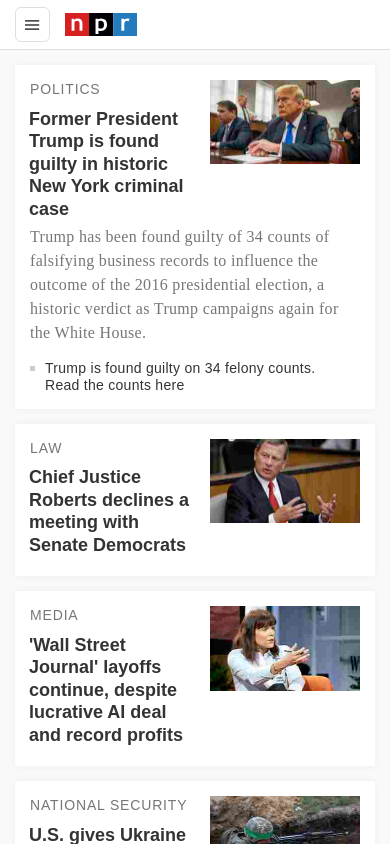 npr
POLITICS
Former President
Trump is found
guilty in historic
New York criminal
case
Trump has been found guilty of 34 counts of
falsifying business records to influence the
outcome of the 2016 presidential election, a
historic verdict as Trump campaigns again for
the White House.
Trump is found guilty on 34 felony counts.
Read the counts here
LAW
Chief Justice
Roberts declines a
meeting with
Senate Democrats
MEDIA
'Wall Street
Journal' layoffs
continue, despite
lucrative AI deal
and record profits
NATIONAL SECURITY
U.S. gives Ukraine